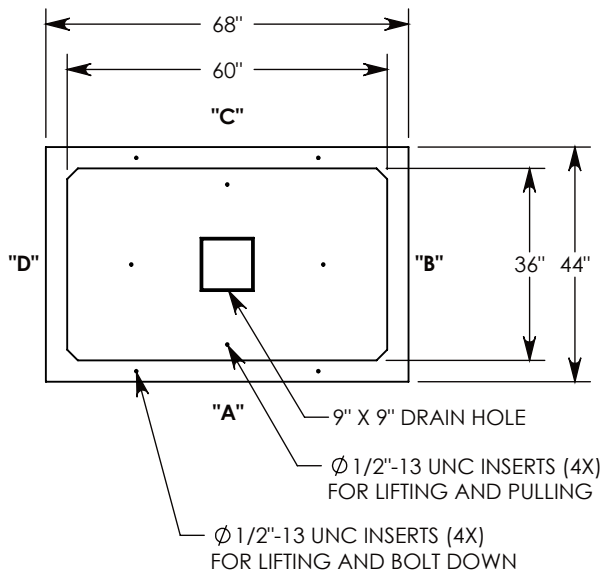 68"
60"
"C"
"D"
"B"
36"
44"
"A"
9" X 9" DRAIN HOLE
Ø 1/2"-13 UNC INSERTS (4X)
FOR LIFTING AND PULLING
Ø 1/2"-13 UNC INSERTS (4X)
FOR LIFTING AND BOLT DOWN